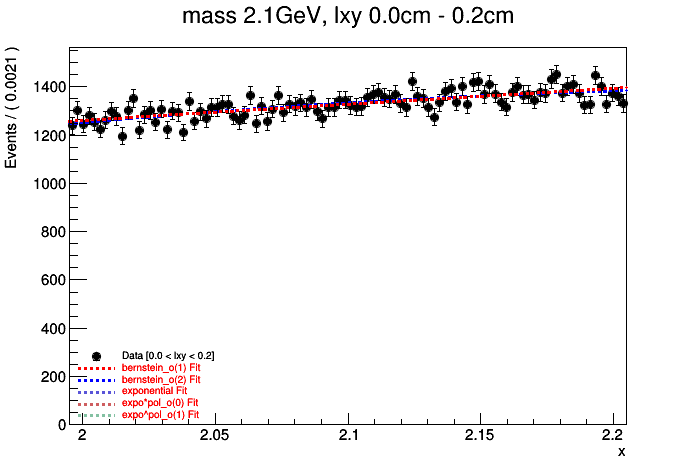 mass 2.1GeV, lxy 0.0cm - 0.2cm
Events / ( 0.0021 )
1400
1200
1000
800
600
400
200
0
Data [0.0 < lxy < 0.2]
bernstein_o(1) Fit
bernstein_o(2) Fit
exponential Fit
expo*pol_o(0) Fit
expo*pol_o(1) Fit
2 2.05 2.1 2.15 2.2
x